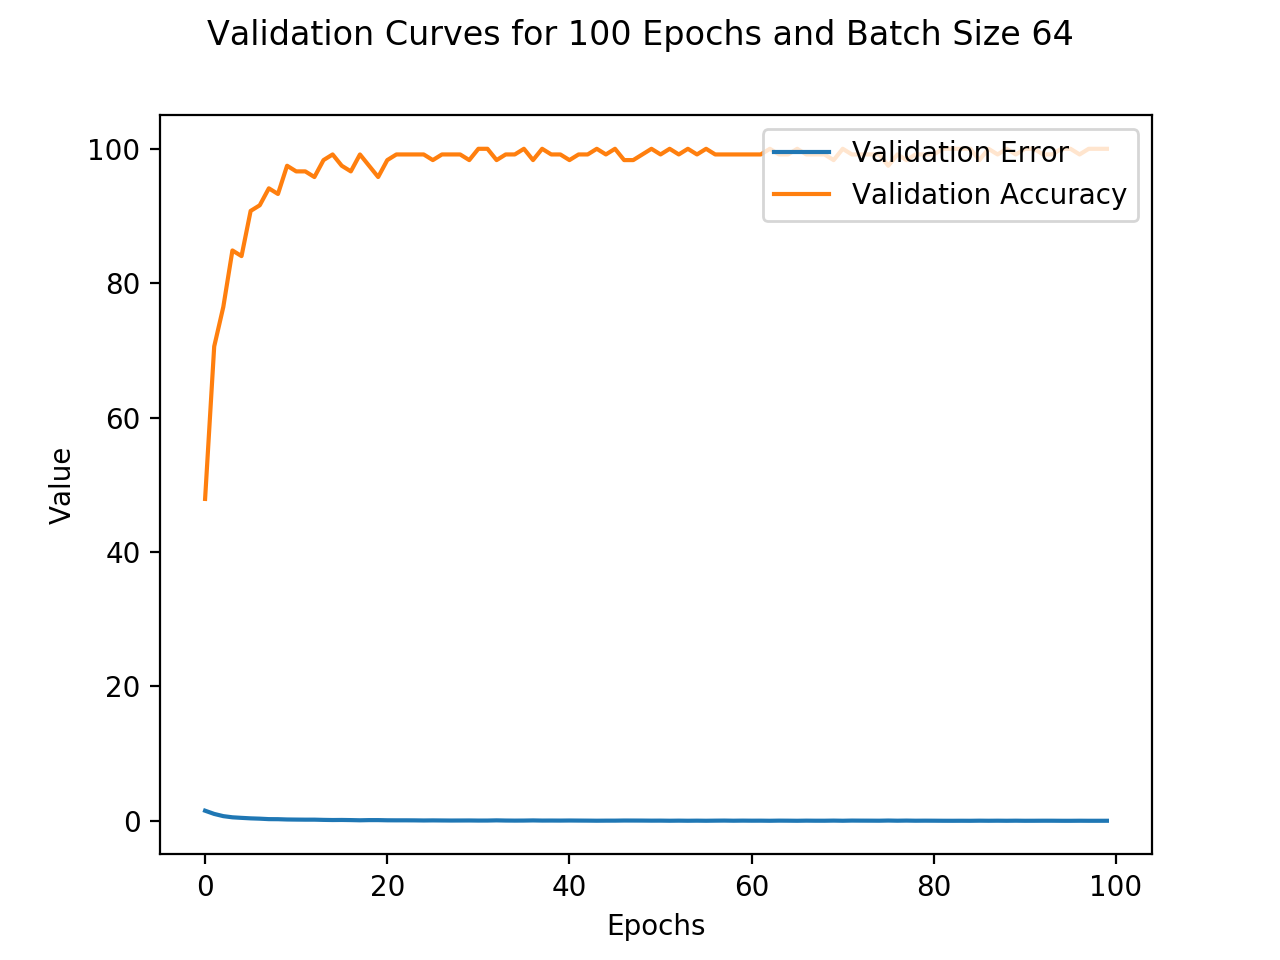 Validation Curves for 100 Epochs and Batch Size 64
Validation Error
Validation Accuracy
100
80
60
40
20
0
Value
0 20 40 60 80 100
Epochs